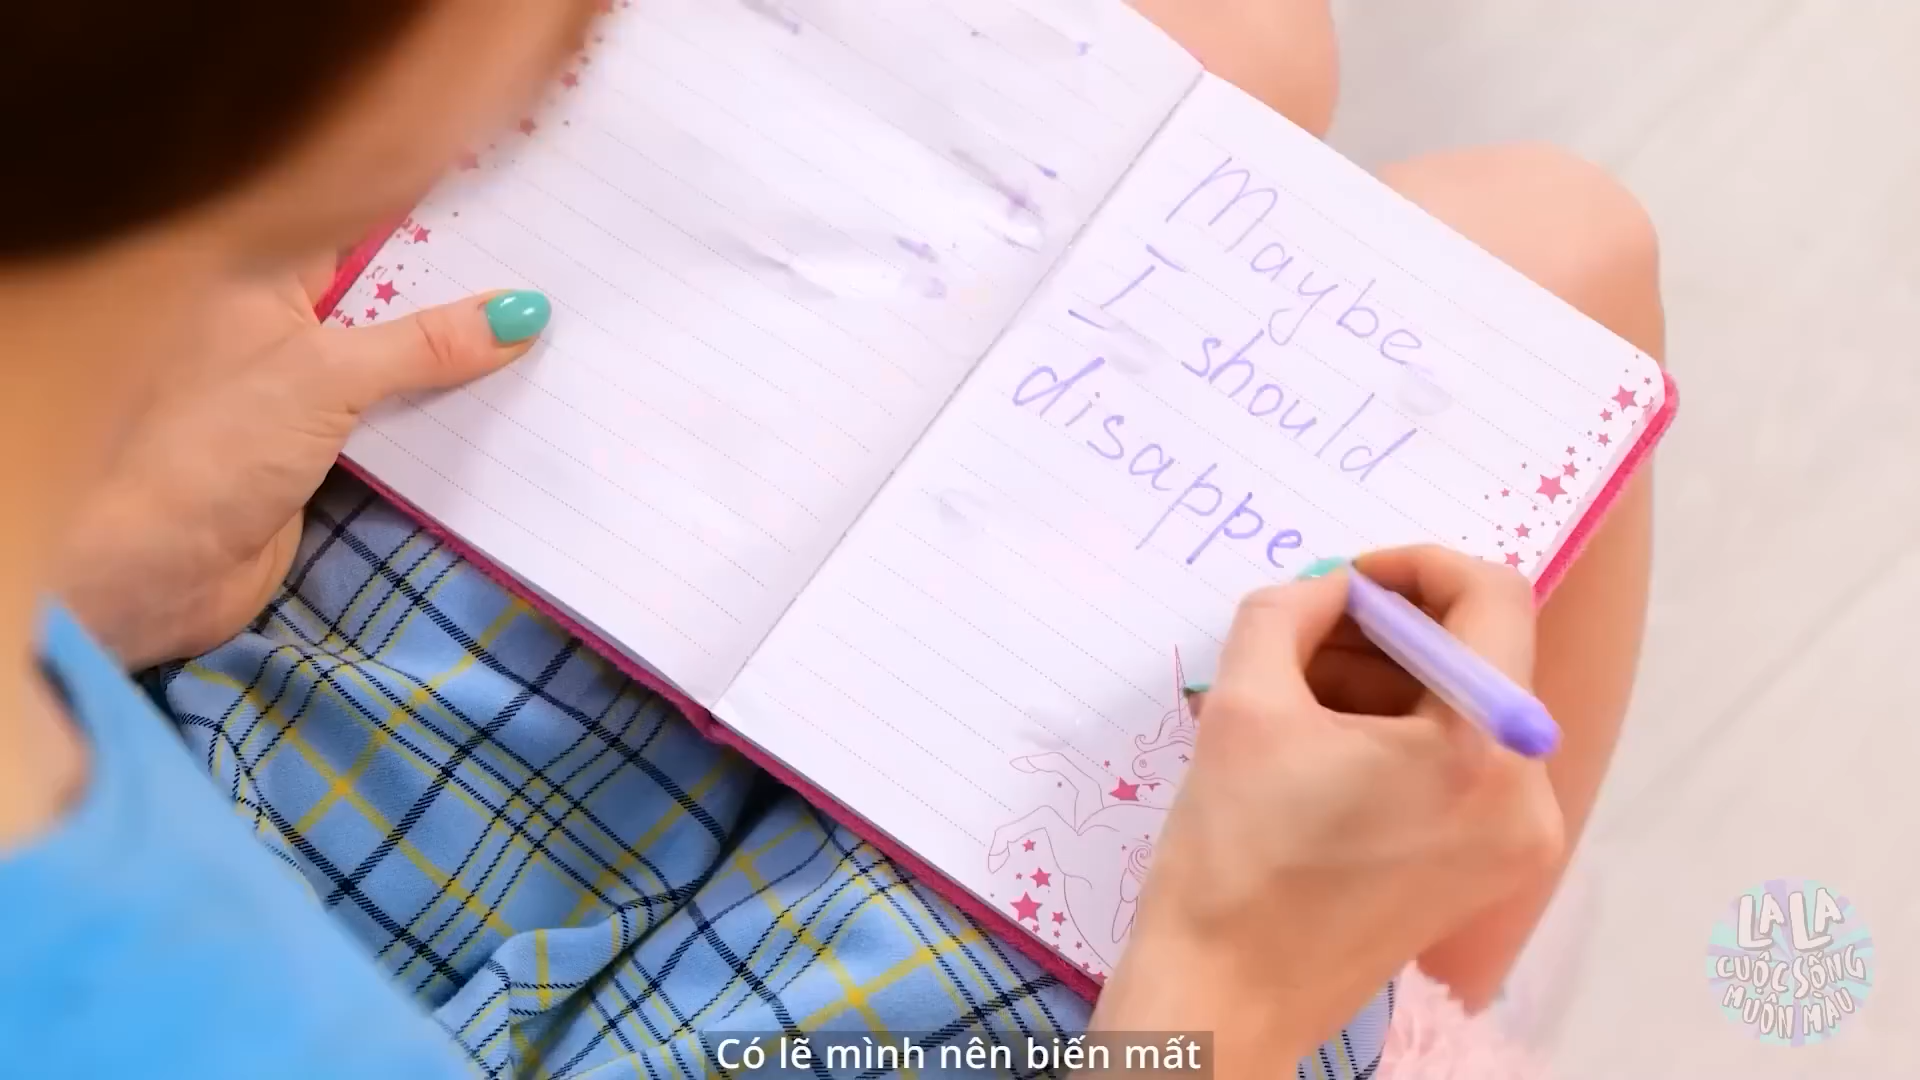 Maybe
I should
disappe
LA LA
CUỘC SỐNG
MUÔN MÀU
Có lẽ mình nên biến mất